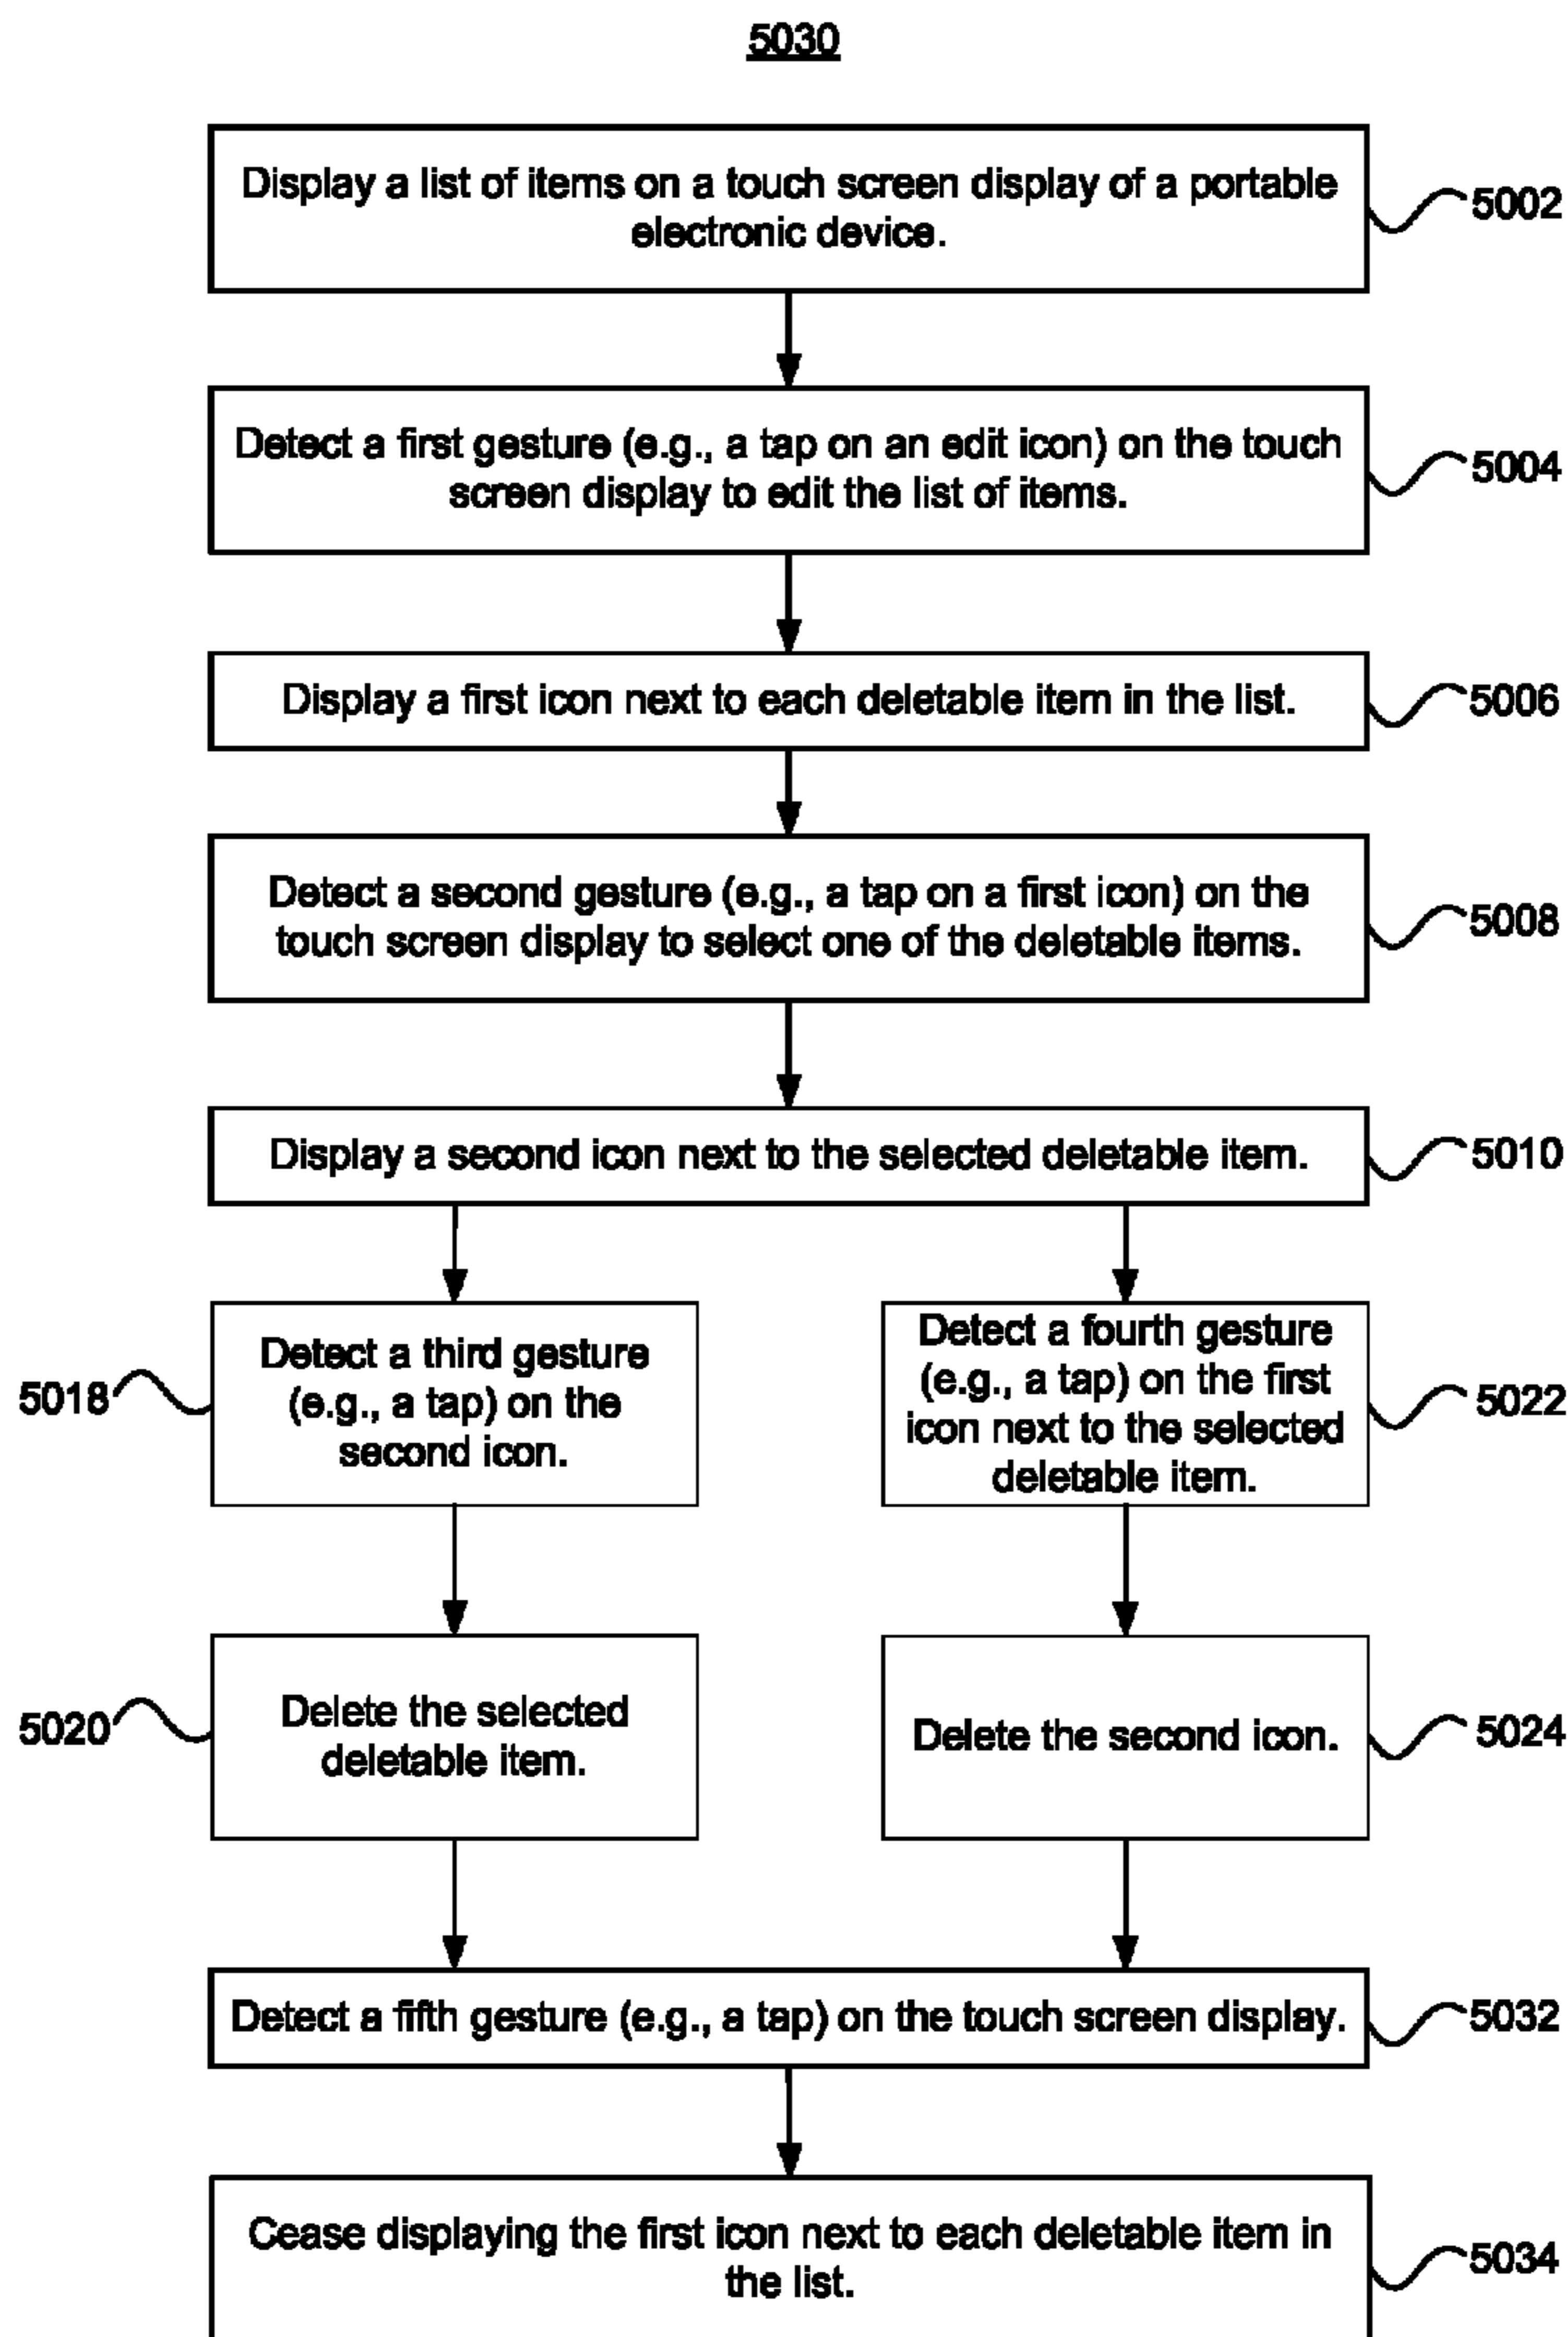 5030
Display a list of items on a touch screen display of a portable
electronic device.
5002
Detect a first gesture (e.g., a tap on an edit icon) on the touch
screen display to edit the list of items.
5004
Display a first icon next to each deletable item in the list.
5006
Detect a second gesture (e.g., a tap on a first icon) on the
touch screen display to select one of the deletable items.
5008
Display a second icon next to the selected deletable item.
5010
5018
Detect a third gesture
(e.g., a tap) on the
second icon.
Detect a fourth gesture
(e.g., a tap) on the first
icon next to the selected
deletable item.
5022
5020
Delete the selected
deletable item.
Delete the second icon.
5024
Detect a fifth gesture (e.g., a tap) on the touch screen display.
5032
Cease displaying the first icon next to each deletable item in
the list.
5034